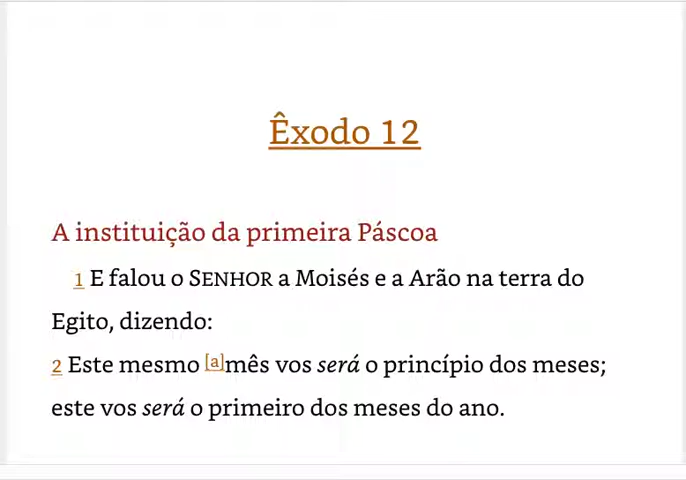 Êxodo 12
A instituição da primeira Páscoa
1 E falou o SENHOR a Moisés e a Arão na terra do
Egito, dizendo:
2 Este mesmo [a]mês vos será o princípio dos meses;
este vos será o primeiro dos meses do ano.